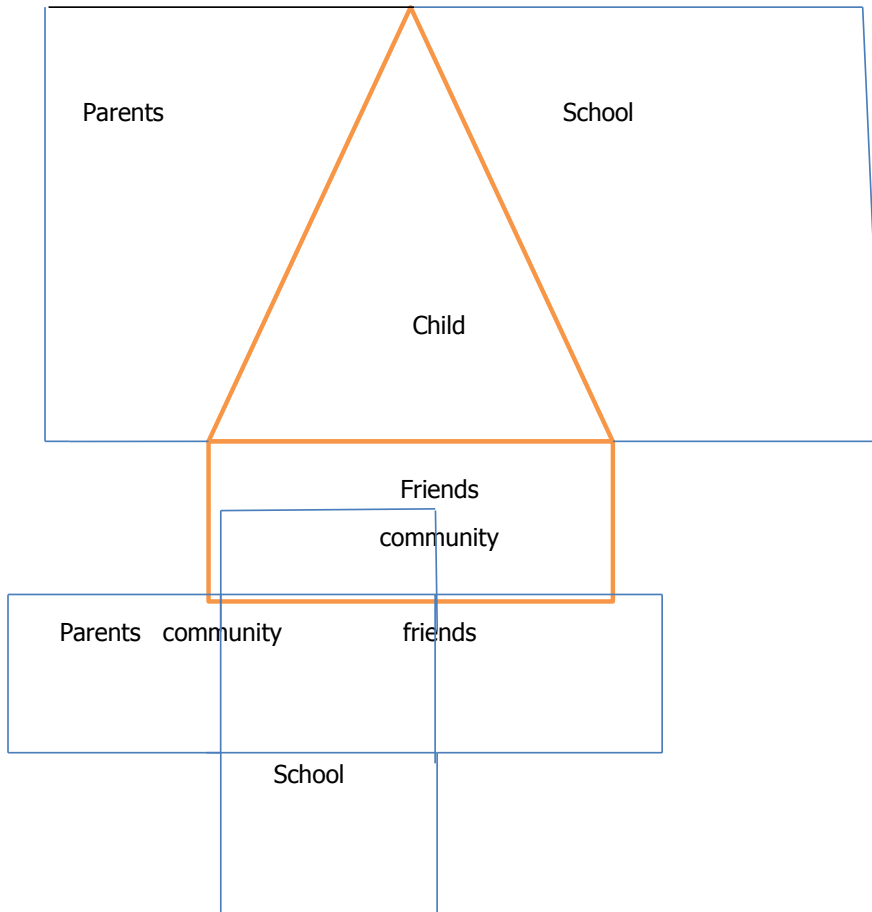 Parents School
Child
Friends
community
Parents community friends
School